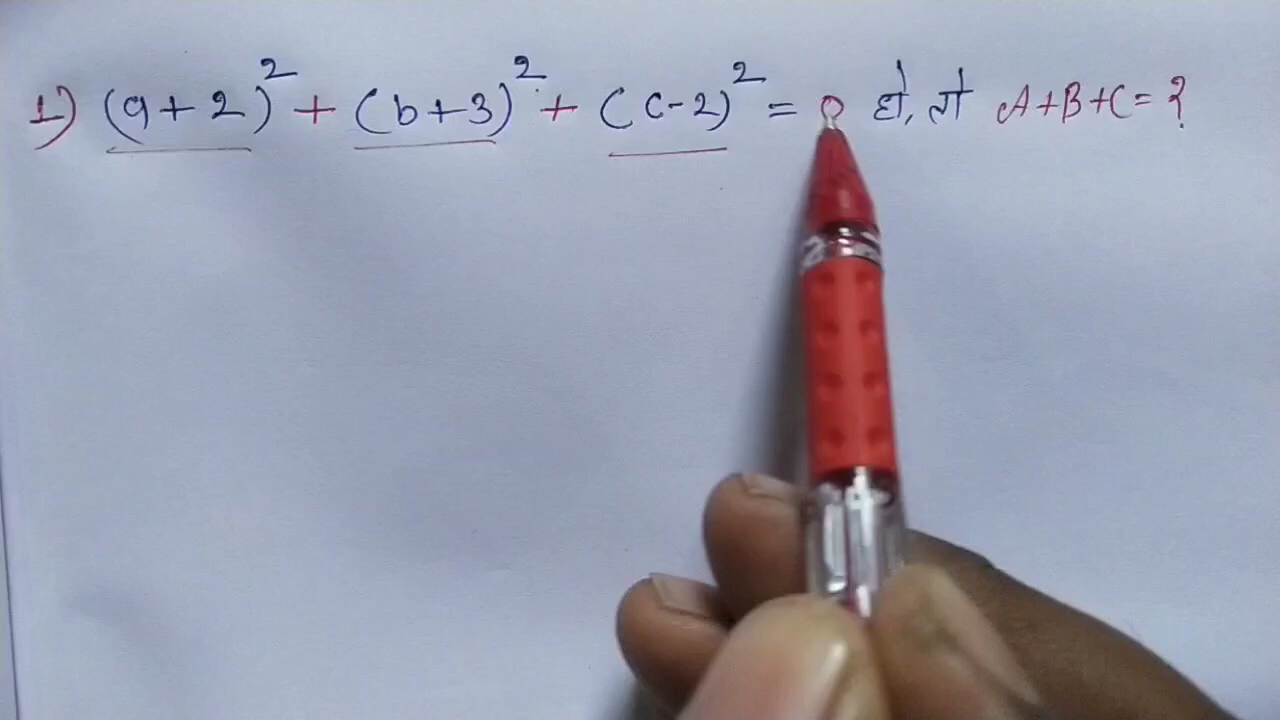 1) (a+2)² + (b+3)² + (c-2)² = 0 हो, तो A+B+C = ?